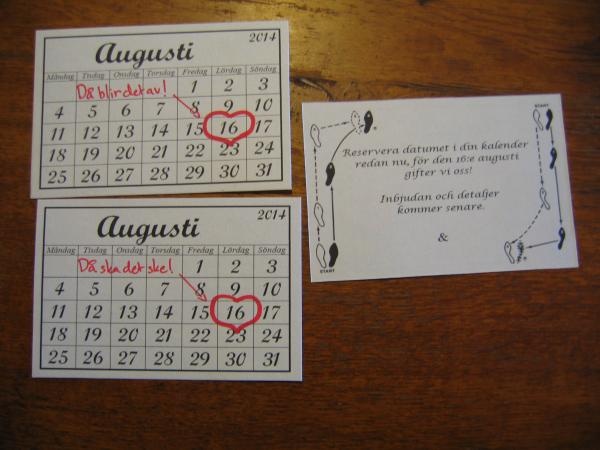 2014
Augusti
Måndag Tisdag Onsdag Torsdag Fredag Lördag Söndag
Då blir det av! 1 2 3
4 5 6 7 8 9 10
11 12 13 14 15 16 17
18 19 20 21 22 23 24
25 26 27 28 29 30 31
2014
Augusti
Måndag Tisdag Onsdag Torsdag Fredag Lördag Söndag
Då ska det ske! 1 2 3
4 5 6 7 8 9 10
11 12 13 14 15 16 17
18 19 20 21 22 23 24
25 26 27 28 29 30 31
START
Reservera datumet i din kalender
redan nu, för den 16:e augusti
gifter vi oss!
Inbjudan och detaljer
kommer senare.
&
START